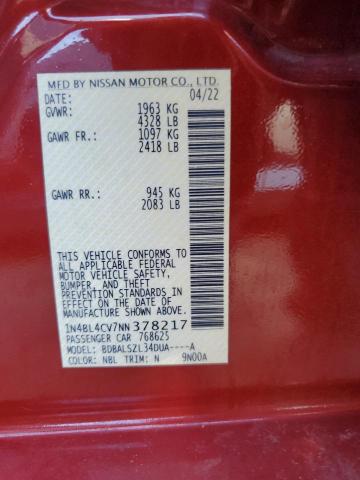 MFD BY NISSAN MOTOR CO., LTD.
DATE: 04/22
GVWR: 1963 KG
4328 LB
GAWR FR.: 1097 KG
2418 LB
GAWR RR.: 945 KG
2083 LB
THIS VEHICLE CONFORMS TO
ALL APPLICABLE FEDERAL
MOTOR VEHICLE SAFETY,
BUMPER, AND THEFT
PREVENTION STANDARDS IN
EFFECT ON THE DATE OF
MANUFACTURE SHOWN ABOVE.
1N4BL4CV7NN378217
PASSENGER CAR 768625
MODEL: BDBALSZL34DUA----A
COLOR: NBL TRIM: N 9N00A